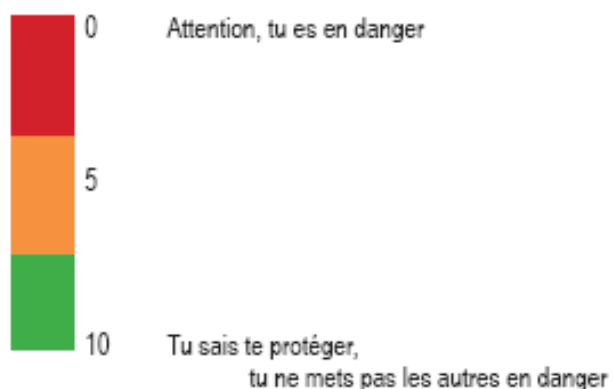 0 Attention, tu es en danger
5
10 Tu sais te protéger,
tu ne mets pas les autres en danger